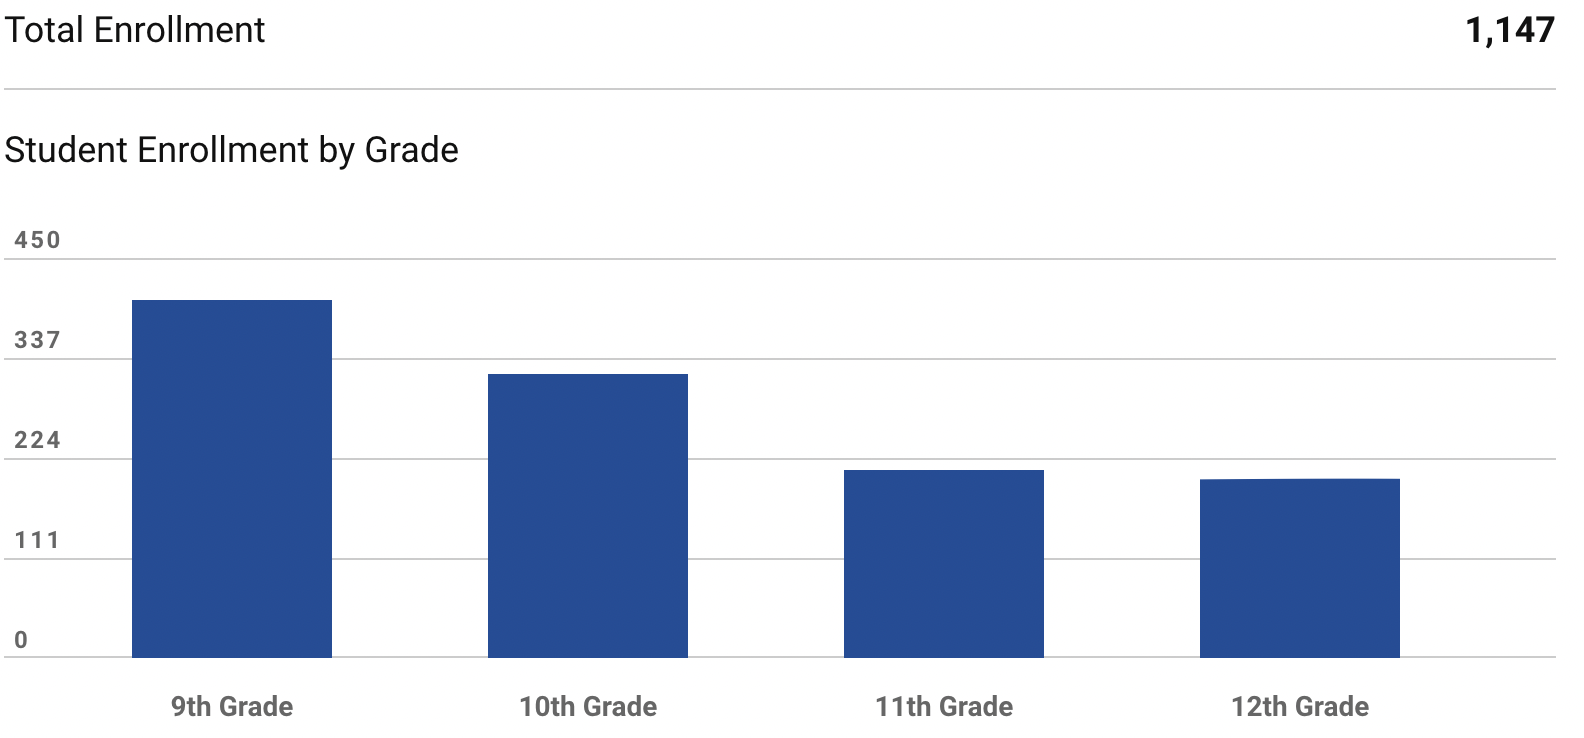 Total Enrollment 1,147
Student Enrollment by Grade
450
337
224
111
0
9th Grade 10th Grade 11th Grade 12th Grade